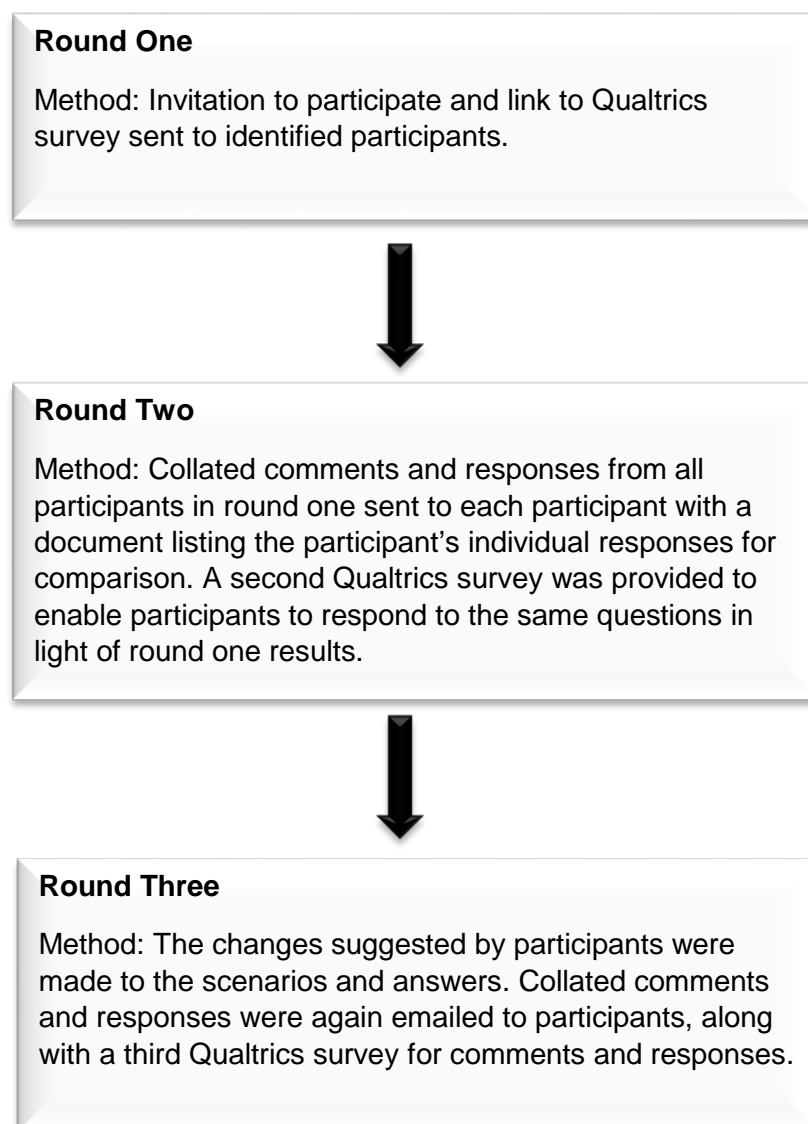 Round One
Method: Invitation to participate and link to Qualtrics
survey sent to identified participants.
Round Two
Method: Collated comments and responses from all
participants in round one sent to each participant with a
document listing the participant’s individual responses for
comparison. A second Qualtrics survey was provided to
enable participants to respond to the same questions in
light of round one results.
Round Three
Method: The changes suggested by participants were
made to the scenarios and answers. Collated comments
and responses were again emailed to participants, along
with a third Qualtrics survey for comments and responses.